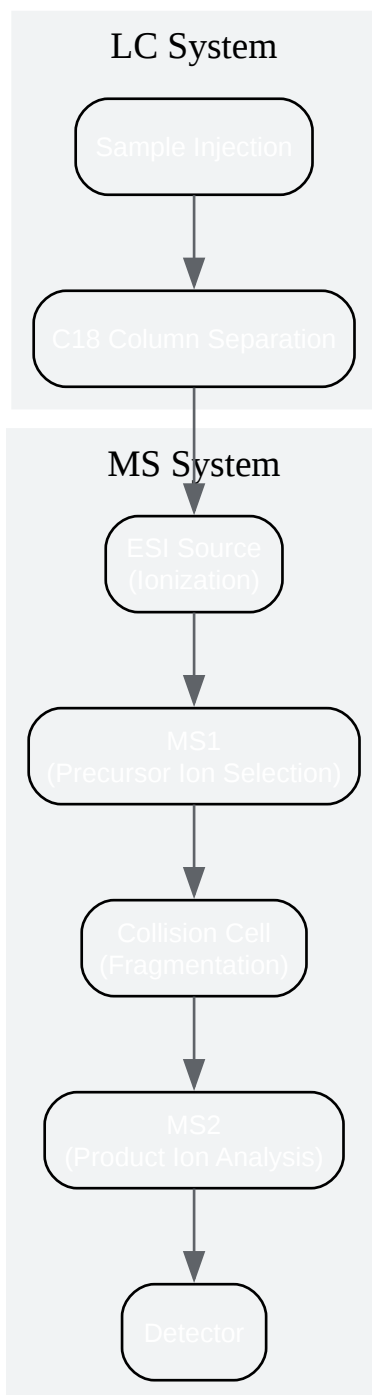 LC System
Sample Injection
C18 Column Separation
MS System
ESI Source
(Ionization)
MS1
(Precursor Ion Selection)
Collision Cell
(Fragmentation)
MS2
(Product Ion Analysis)
Detector